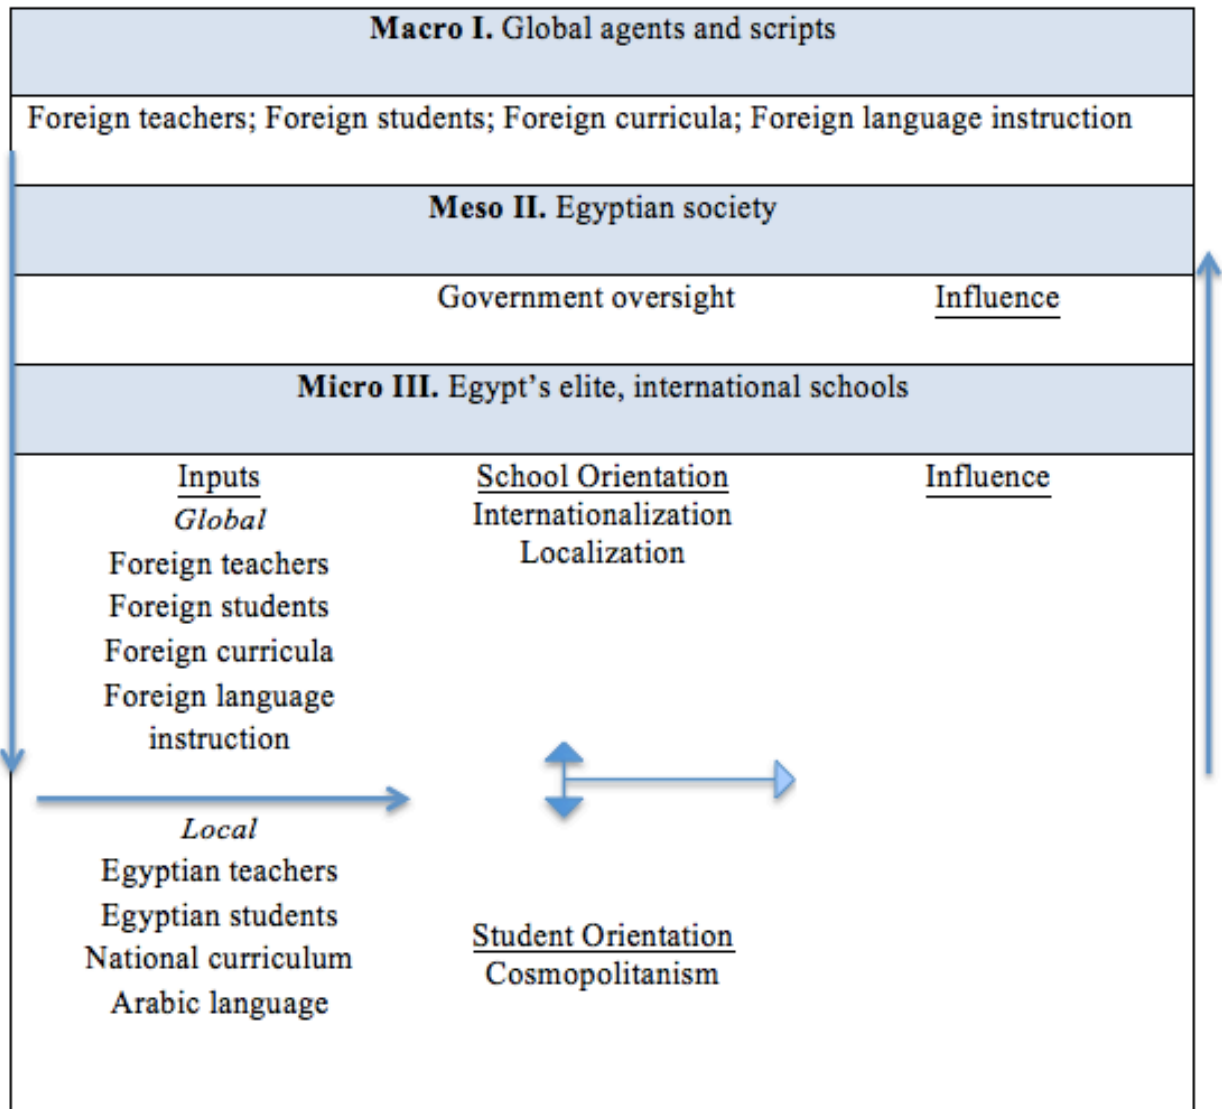 Macro I. Global agents and scripts
Foreign teachers; Foreign students; Foreign curricula; Foreign language instruction
Meso II. Egyptian society
Government oversight
Influence
Micro III. Egypt's elite, international schools
Inputs
Global
Foreign teachers
Foreign students
Foreign curricula
Foreign language
instruction
Local
Egyptian teachers
Egyptian students
National curriculum
Arabic language
School Orientation
Internationalization
Localization
Student Orientation
Cosmopolitanism
Influence